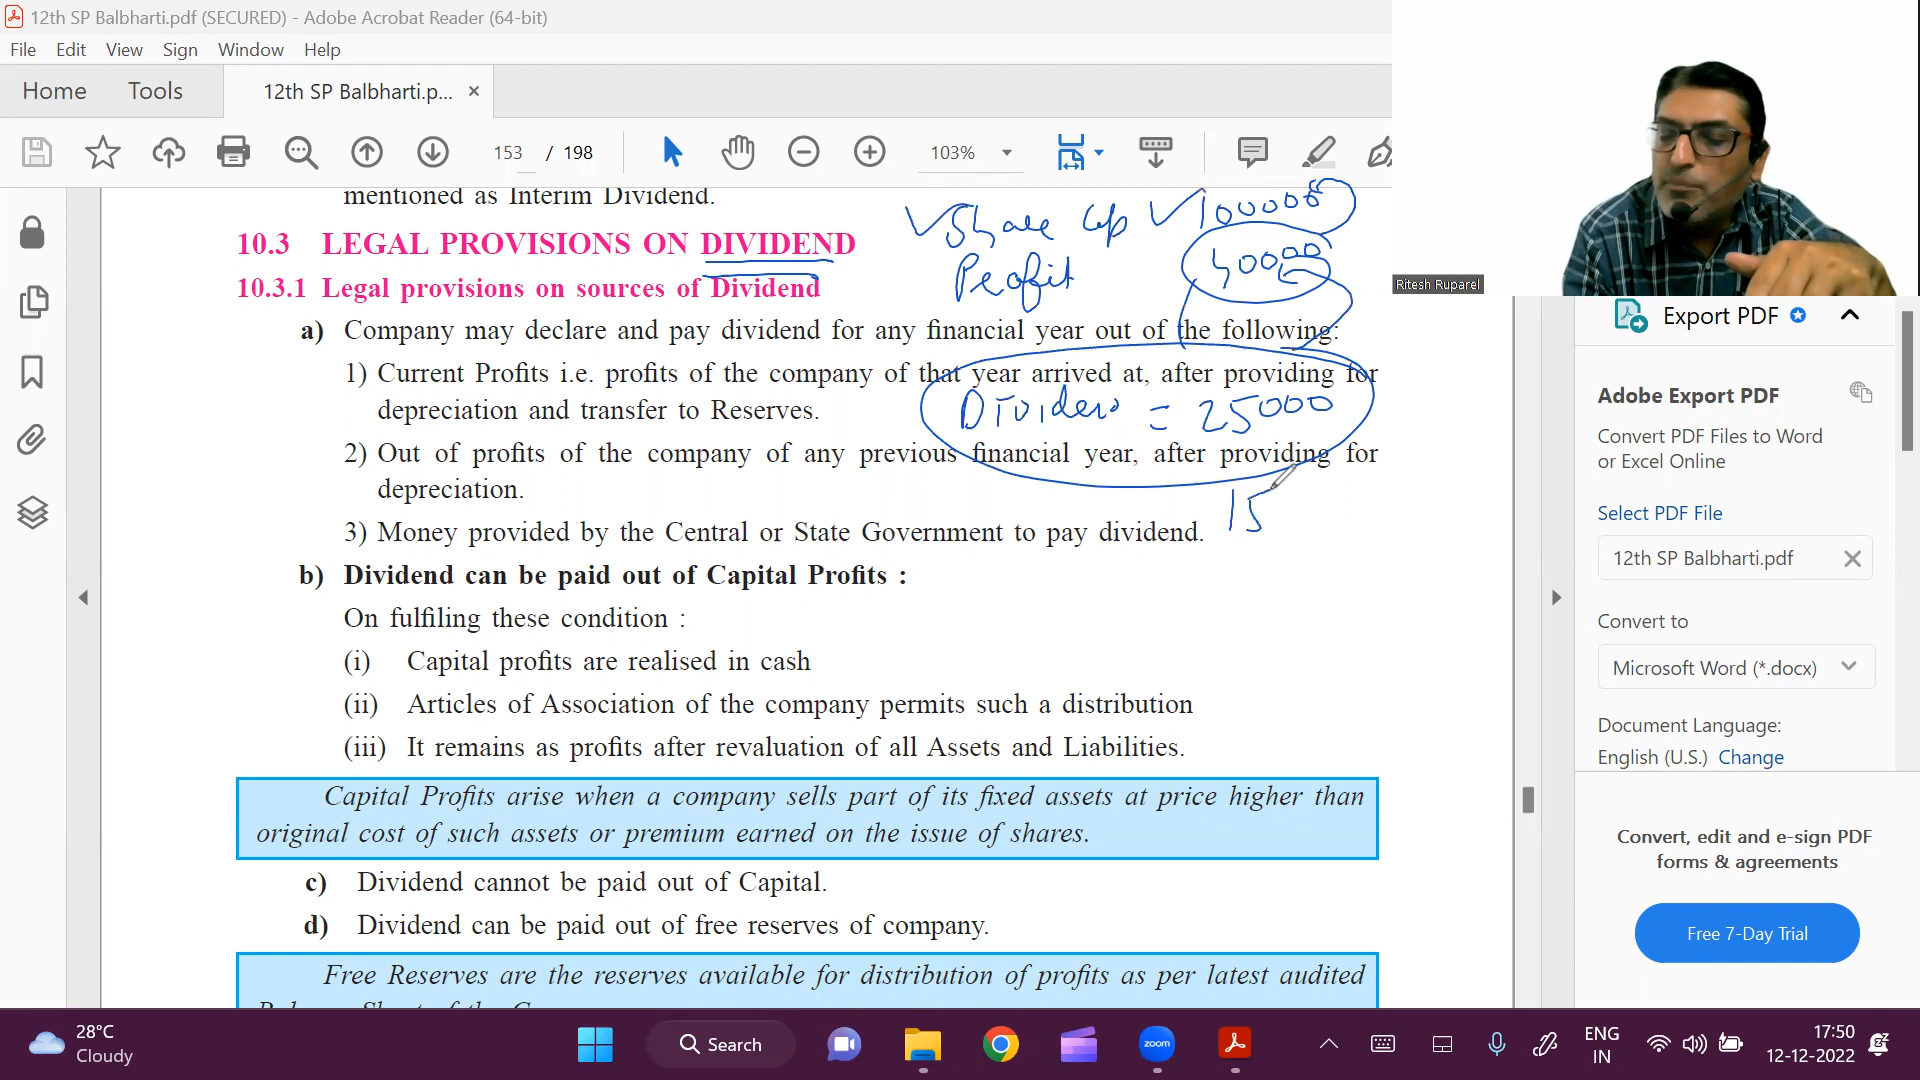 12th SP Balbharti.pdf (SECURED) - Adobe Acrobat Reader (64-bit)
File Edit View Sign Window Help
Home Tools 12th SP Balbharti.p... ×
153 / 198 103%
mentioned as Interim Dividend.
10.3 LEGAL PROVISIONS ON DIVIDEND
Share Cap 100000
Profit 40000
10.3.1 Legal provisions on sources of Dividend
a) Company may declare and pay dividend for any financial year out of the following:
1) Current Profits i.e. profits of the company of that year arrived at, after providing for
depreciation and transfer to Reserves.
Dividend = 25000
2) Out of profits of the company of any previous financial year, after providing for
depreciation.
15
3) Money provided by the Central or State Government to pay dividend.
b) Dividend can be paid out of Capital Profits :
On fulfiling these condition :
(i) Capital profits are realised in cash
(ii) Articles of Association of the company permits such a distribution
(iii) It remains as profits after revaluation of all Assets and Liabilities.
Capital Profits arise when a company sells part of its fixed assets at price higher than
original cost of such assets or premium earned on the issue of shares.
c) Dividend cannot be paid out of Capital.
d) Dividend can be paid out of free reserves of company.
Free Reserves are the reserves available for distribution of profits as per latest audited
Ritesh Ruparel
Export PDF
Adobe Export PDF
Convert PDF Files to Word
or Excel Online
Select PDF File
12th SP Balbharti.pdf
Convert to
Microsoft Word (*.docx)
Document Language:
English (U.S.) Change
Convert, edit and e-sign PDF
forms & agreements
Free 7-Day Trial
28°C
Cloudy
Search
zoom
ENG
IN
17:50
12-12-2022